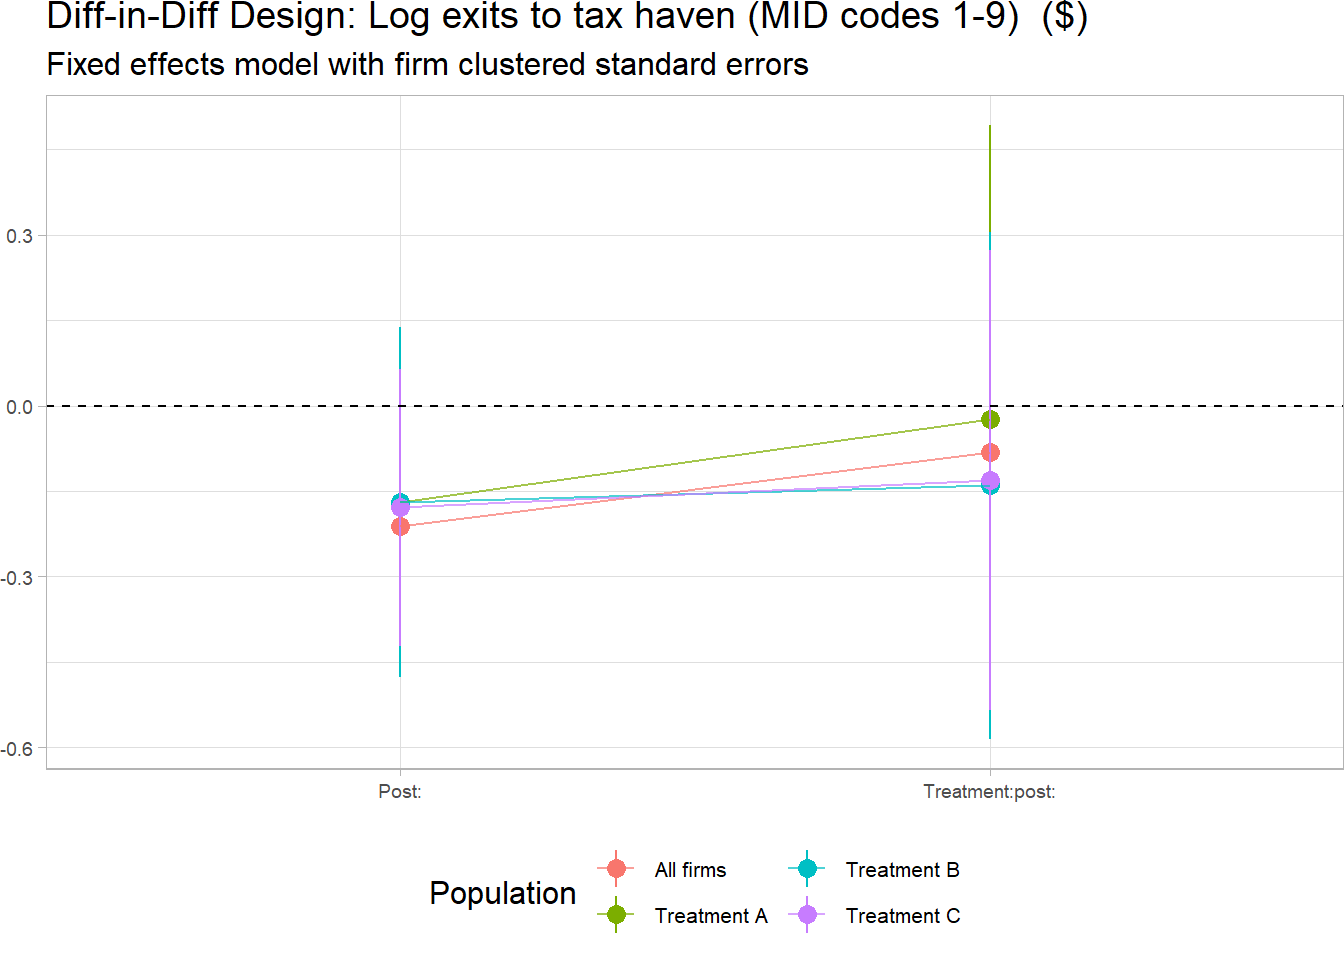 Diff-in-Diff Design: Log exits to tax haven (MID codes 1-9)  ($)
Fixed effects model with firm clustered standard errors
0.3
0.0
-0.3
-0.6
Post:
Treatment:post:
Population
All firms
Treatment B
Treatment A
Treatment C